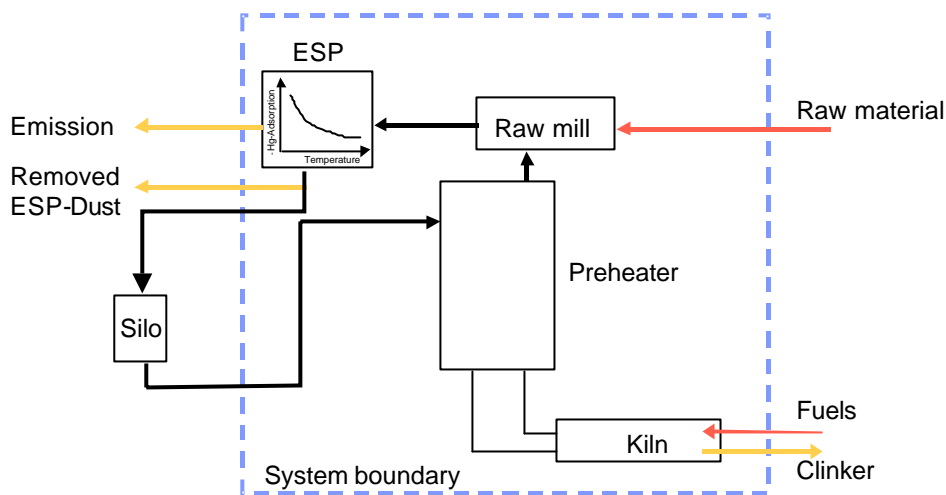 ESP
- Hg-Adsorption
Temperature
Emission
Removed
ESP-Dust
Raw mill
Raw material
Preheater
Silo
Kiln
Fuels
Clinker
System boundary